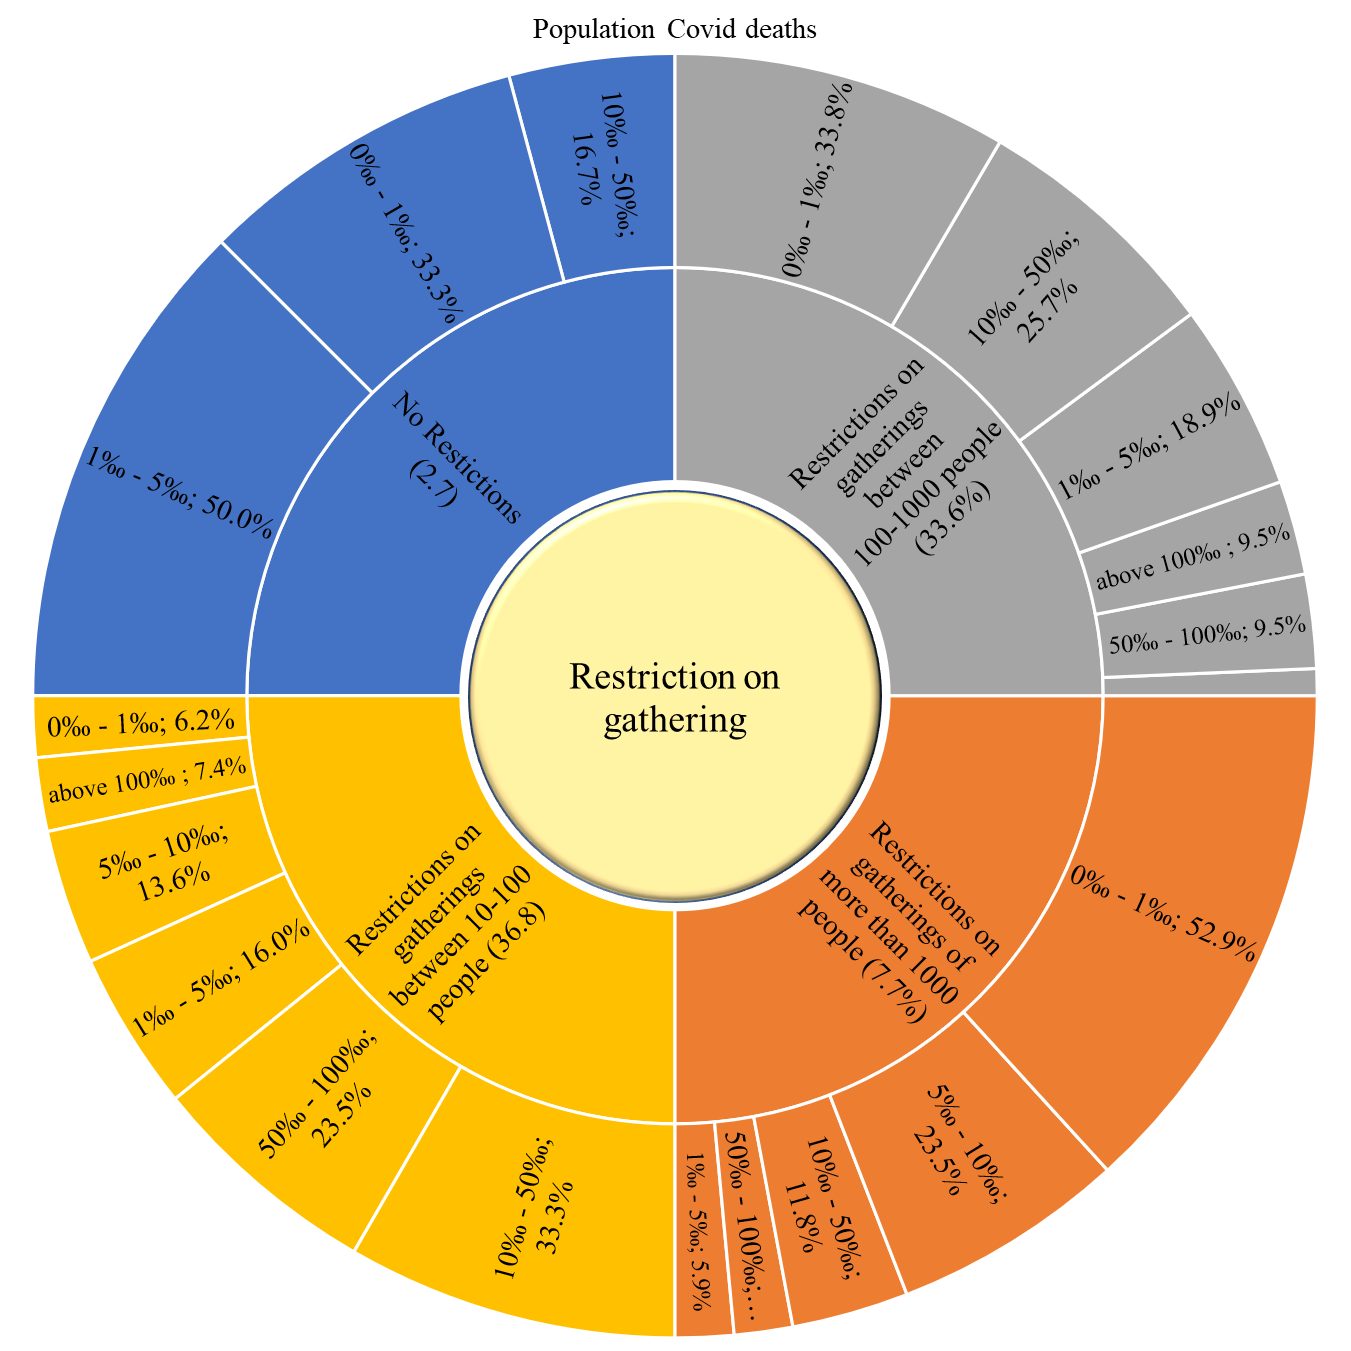 Population Covid deaths
0‰ - 1‰; 33.8%
10‰ - 50‰;
25.7%
1‰ - 5‰; 18.9%
above 100‰ ; 9.5%
50‰ - 100‰; 9.5%
Restrictions on
gatherings
between
100-1000 people
(33.6%)
0‰ - 1‰; 52.9%
5‰ - 10‰;
23.5%
10‰ - 50‰;
11.8%
50‰ - 100‰;…
1‰ - 5‰; 5.9%
Restrictions on
gatherings of
more than 1000
people (7.7%)
10‰ - 50‰;
33.3%
50‰ - 100‰;
23.5%
1‰ - 5‰; 16.0%
5‰ - 10‰;
13.6%
above 100‰ ; 7.4%
0‰ - 1‰; 6.2%
Restrictions on
gatherings
between 10-100
people (36.8)
1‰ - 5‰; 50.0%
0‰ - 1‰; 33.3%
10‰ - 50‰;
16.7%
No Restictions
(2.7)
Restriction on
gathering